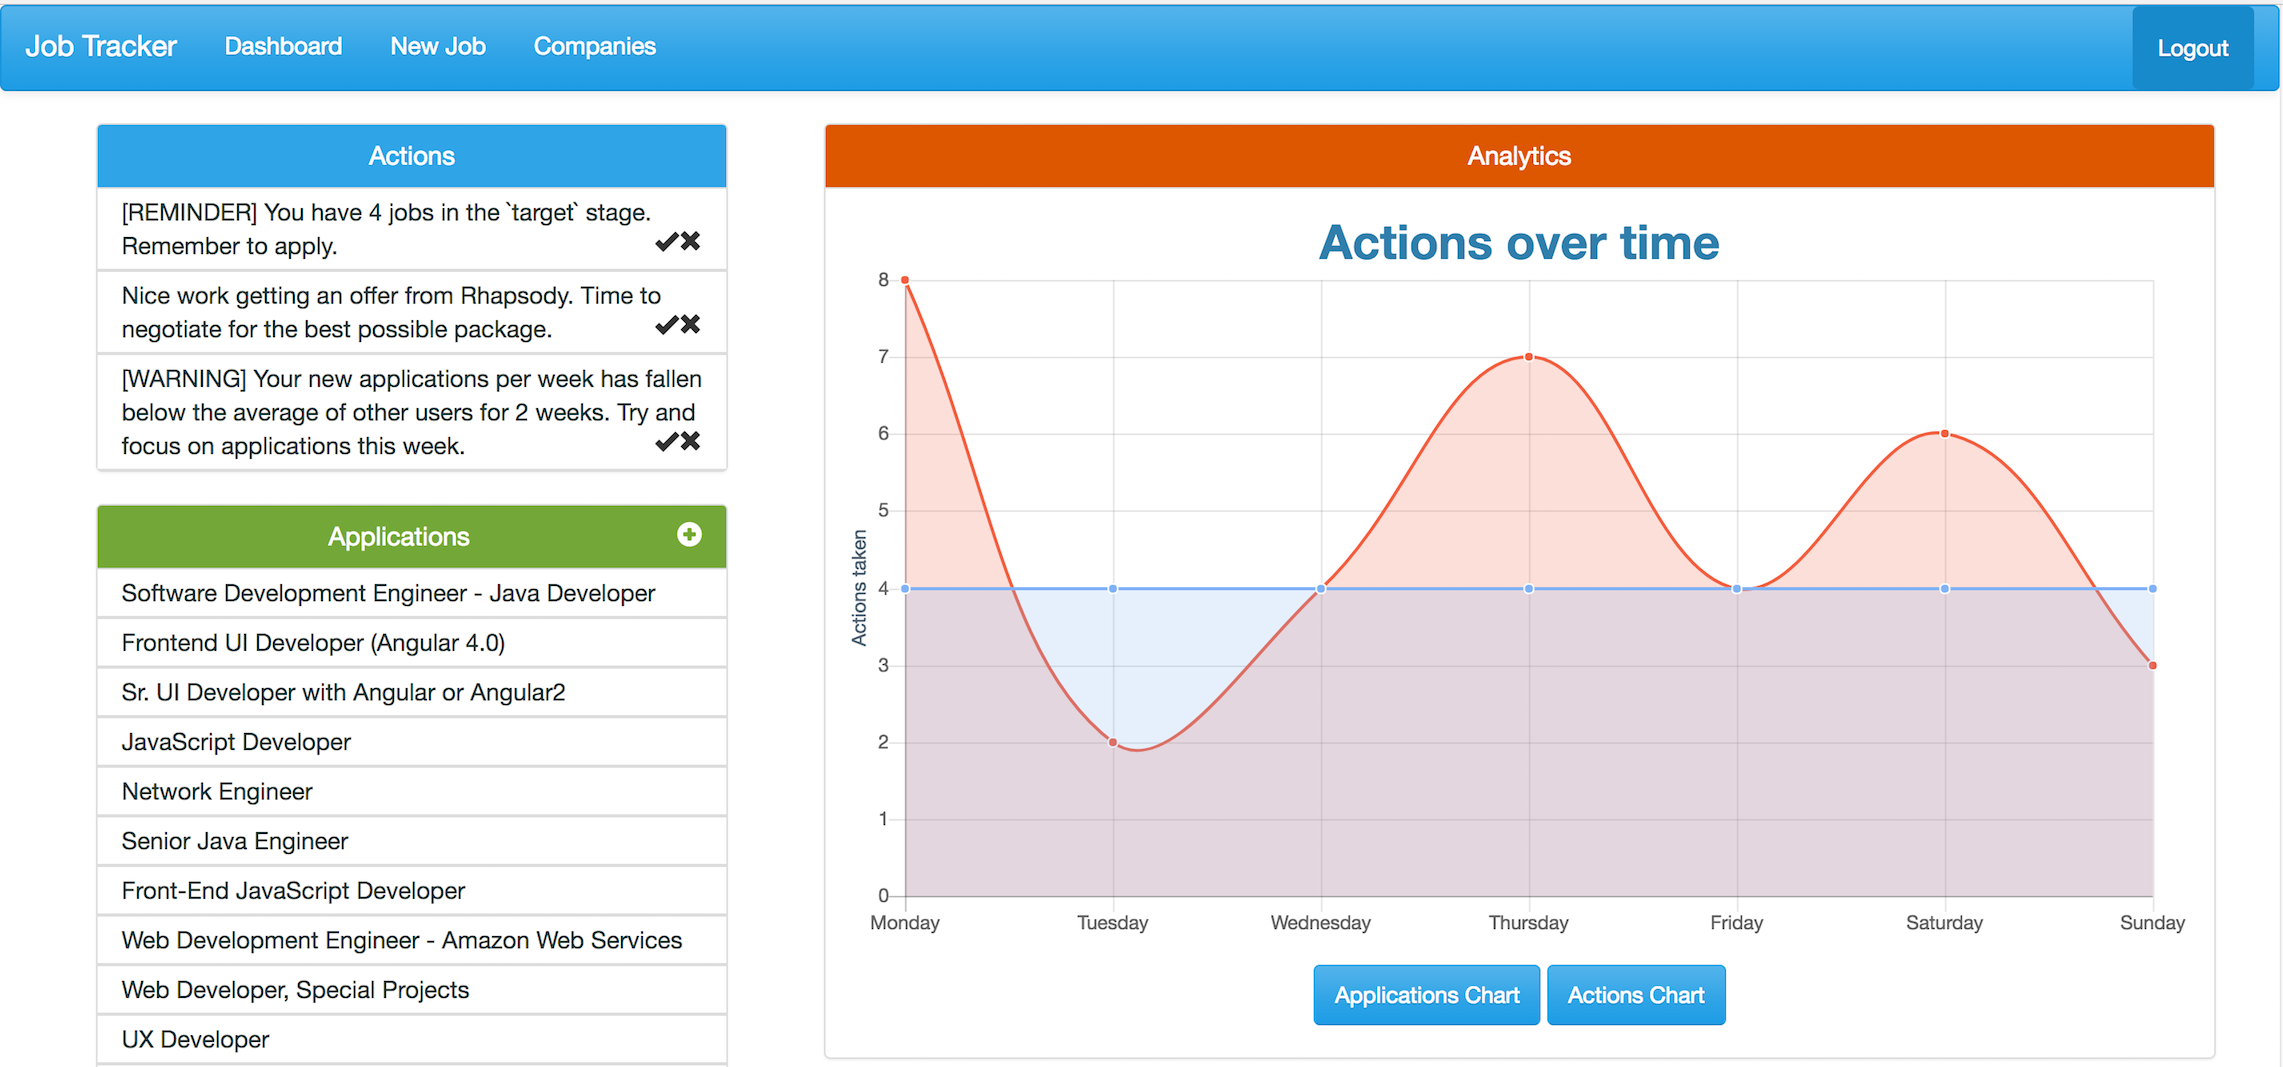 Job Tracker Dashboard New Job Companies Logout
Actions
[REMINDER] You have 4 jobs in the `target` stage.
Remember to apply.
Nice work getting an offer from Rhapsody. Time to
negotiate for the best possible package.
[WARNING] Your new applications per week has fallen
below the average of other users for 2 weeks. Try and
focus on applications this week.
Applications
Software Development Engineer - Java Developer
Frontend UI Developer (Angular 4.0)
Sr. UI Developer with Angular or Angular2
JavaScript Developer
Network Engineer
Senior Java Engineer
Front-End JavaScript Developer
Web Development Engineer - Amazon Web Services
Web Developer, Special Projects
UX Developer
Analytics
Actions over time
Actions taken
8
7
6
5
4
3
2
1
0
Monday Tuesday Wednesday Thursday Friday Saturday Sunday
Applications Chart Actions Chart